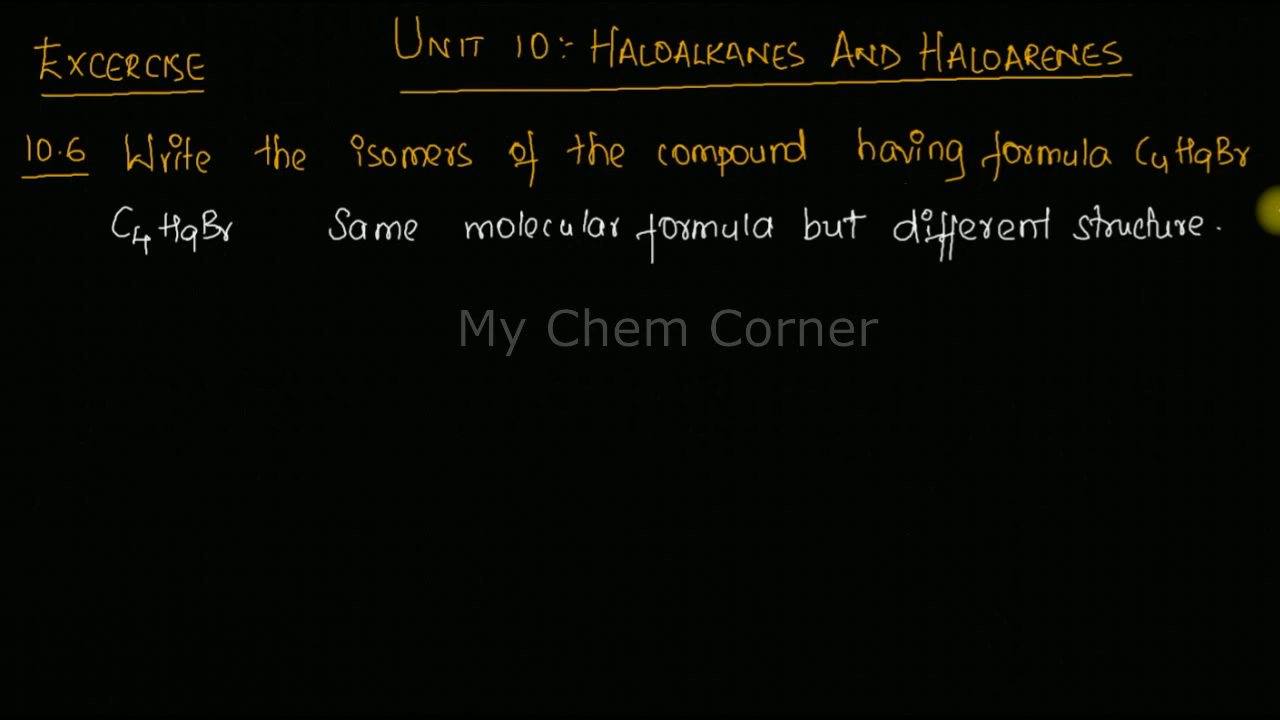 EXCERCISE
UNIT 10:- HALOALKANES AND HALOARENES
10.6 Write the isomers of the compound having formula C₄H₉Br
C₄H₉Br Same molecular formula but different structure.
My Chem Corner